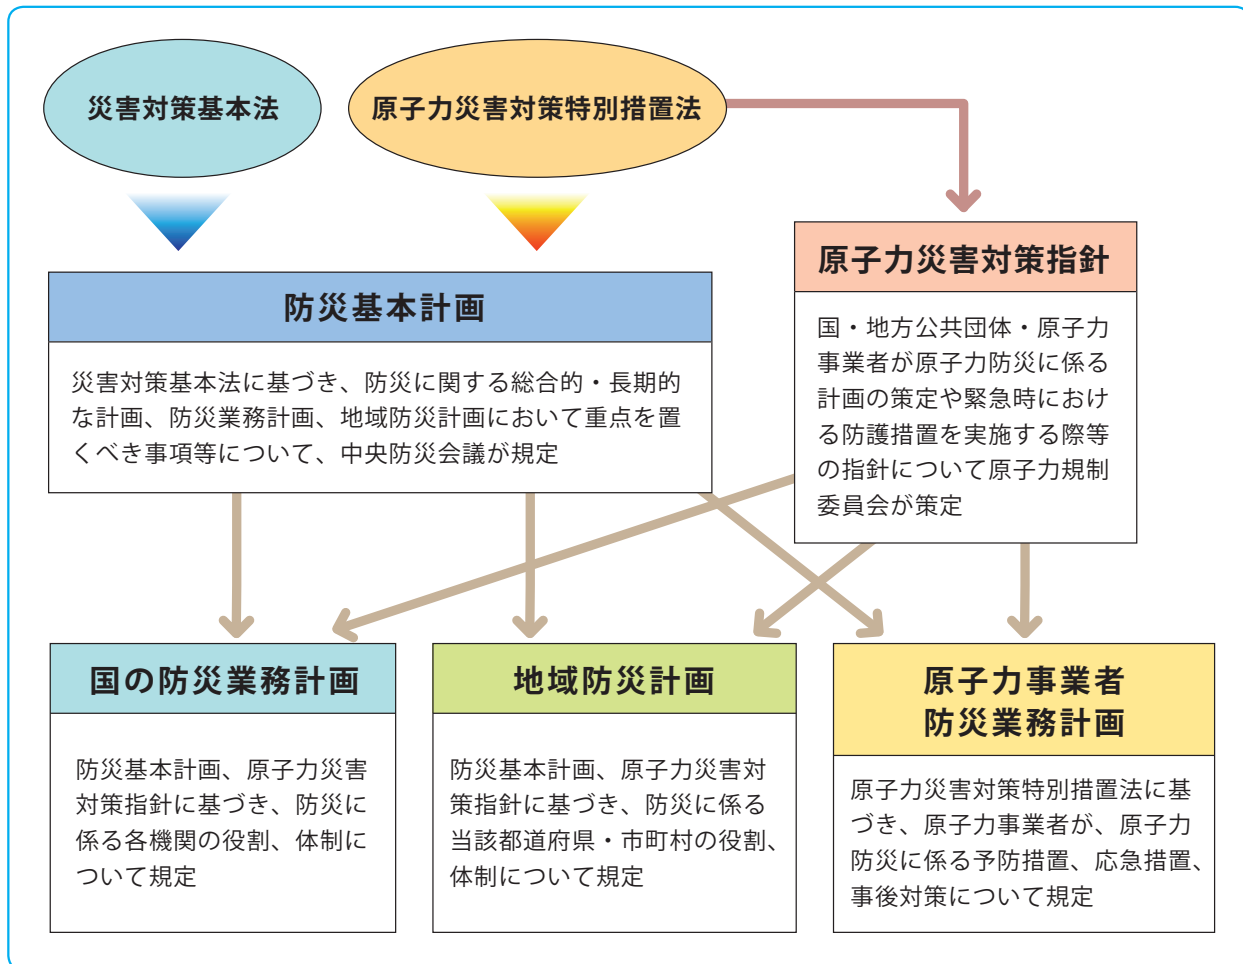 災害対策基本法
原子力災害対策特別措置法
防災基本計画
災害対策基本法に基づき、防災に関する総合的・長期的
な計画、防災業務計画、地域防災計画において重点を置
くべき事項等について、中央防災会議が規定
原子力災害対策指針
国・地方公共団体・原子力
事業者が原子力防災に係る
計画の策定や緊急時におけ
る防護措置を実施する際等
の指針について原子力規制
委員会が策定
国の防災業務計画
防災基本計画、原子力災害
対策指針に基づき、防災に
係る各機関の役割、体制に
ついて規定
地域防災計画
防災基本計画、原子力災害対
策指針に基づき、防災に係る
当該都道府県・市町村の役割、
体制について規定
原子力事業者
防災業務計画
原子力災害対策特別措置法に基
づき、原子力事業者が、原子力
防災に係る予防措置、応急措置、
事後対策について規定